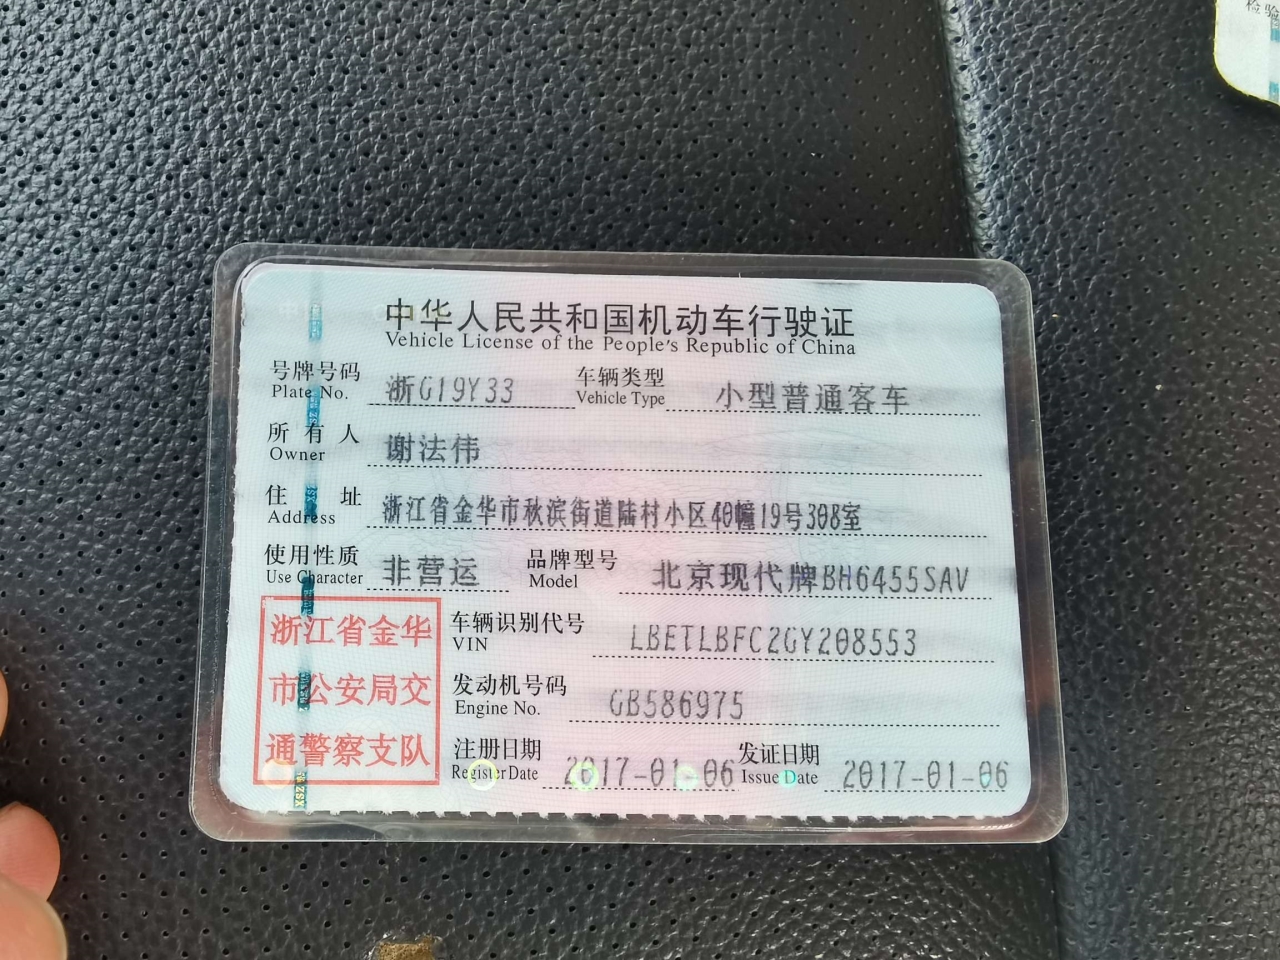 中华人民共和国机动车行驶证
Vehicle License of the People's Republic of China
号牌号码 浙G19Y33 车辆类型 小型普通客车
Plate No. Vehicle Type
所有人 谢法伟
Owner
住址 浙江省金华市秋滨街道陆村小区40幢19号308室
Address
使用性质 非营运 品牌型号 北京现代牌BH6455SAV
Use Character Model
浙江省金华
市公安局交
通警察支队
车辆识别代号 LBETLBFC2GY208553
VIN
发动机号码 GB586975
Engine No.
注册日期 2017-01-06 发证日期 2017-01-06
Register Date Issue Date
XSZ
检验